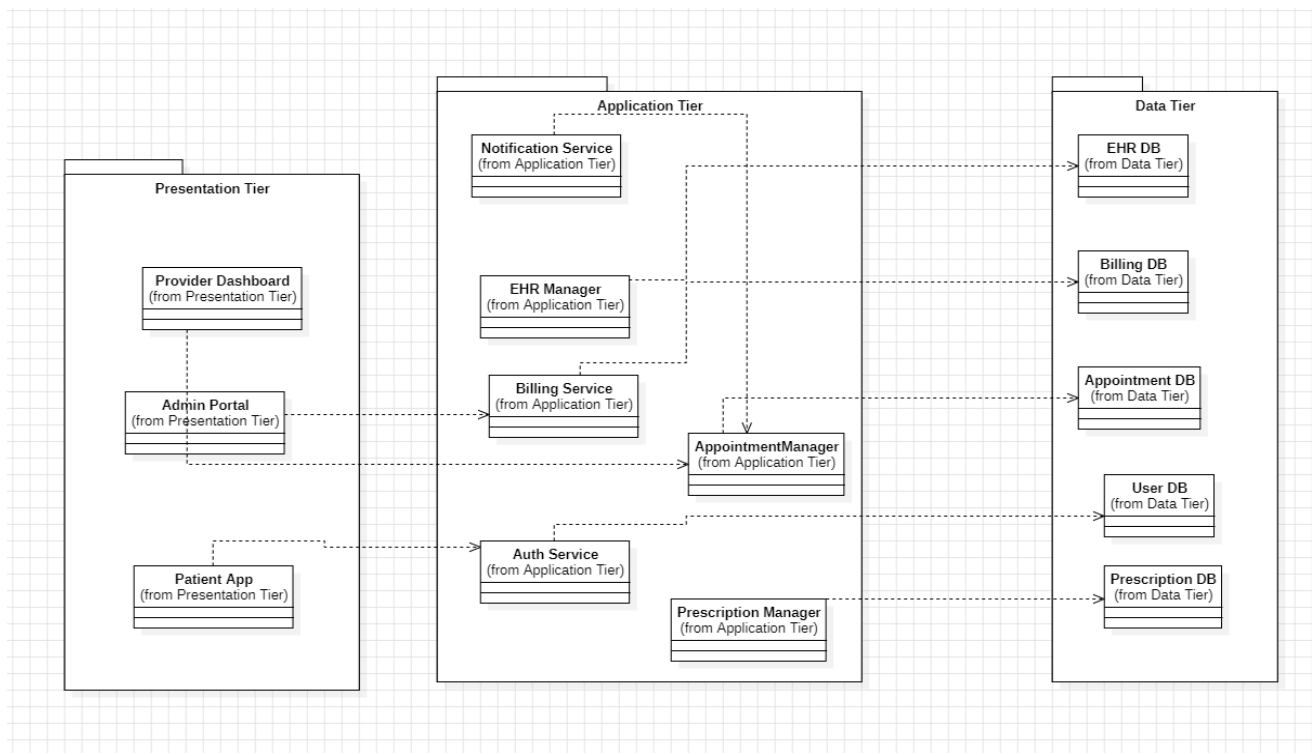 Presentation Tier
Provider Dashboard
(from Presentation Tier)
Admin Portal
(from Presentation Tier)
Patient App
(from Presentation Tier)
Application Tier
Notification Service
(from Application Tier)
EHR Manager
(from Application Tier)
Billing Service
(from Application Tier)
AppointmentManager
(from Application Tier)
Auth Service
(from Application Tier)
Prescription Manager
(from Application Tier)
Data Tier
EHR DB
(from Data Tier)
Billing DB
(from Data Tier)
Appointment DB
(from Data Tier)
User DB
(from Data Tier)
Prescription DB
(from Data Tier)